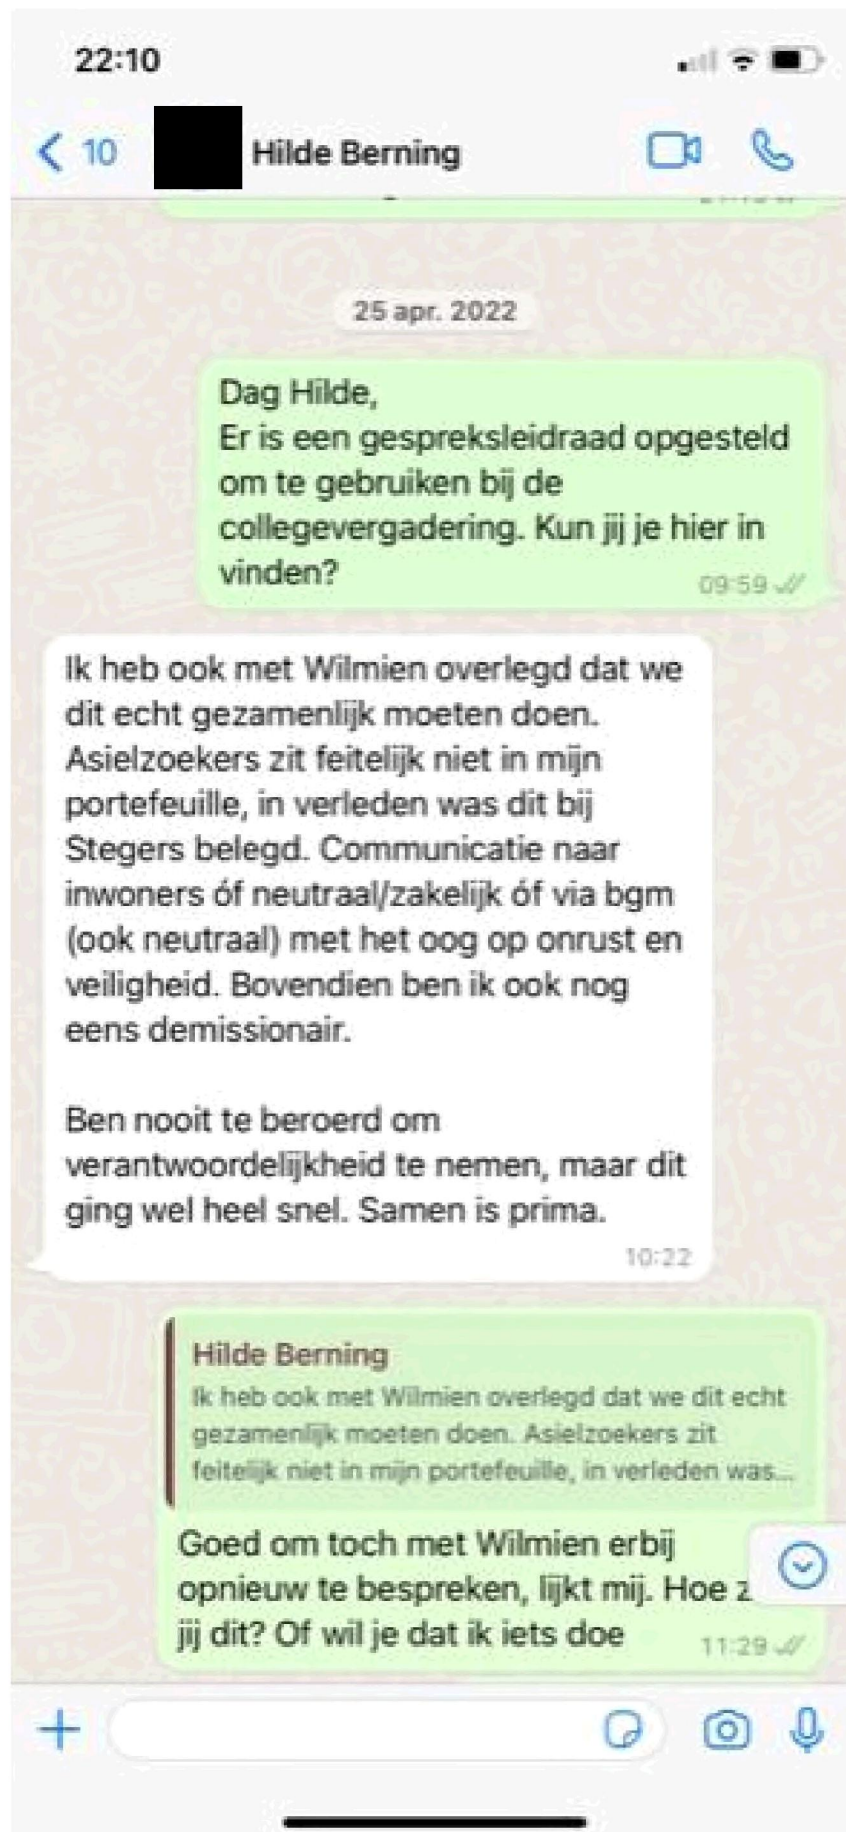 22:10
10
Hilde Berning
25 apr. 2022
Dag Hilde,
Er is een gespreksleidraad opgesteld
om te gebruiken bij de
collegevergadering. Kun jij je hier in
vinden?
09:59
Ik heb ook met Wilmien overlegd dat we
dit echt gezamenlijk moeten doen.
Asielzoekers zit feitelijk niet in mijn
portefeuille, in verleden was dit bij
Stegers belegd. Communicatie naar
inwoners óf neutraal/zakelijk óf via bgm
(ook neutraal) met het oog op onrust en
veiligheid. Bovendien ben ik ook nog
eens demissionair.
Ben nooit te beroerd om
verantwoordelijkheid te nemen, maar dit
ging wel heel snel. Samen is prima.
10:22
Hilde Berning
Ik heb ook met Wilmien overlegd dat we dit echt
gezamenlijk moeten doen. Asielzoekers zit
feitelijk niet in mijn portefeuille, in verleden was...
Goed om toch met Wilmien erbij
opnieuw te bespreken, lijkt mij. Hoe z
jij dit? Of wil je dat ik iets doe
11:29